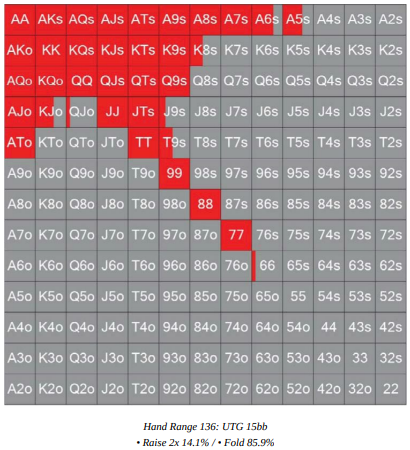 AA AKs AQs AJs ATs A9s A8s A7s A6s A5s A4s A3s A2s
AKo KK KQs KJs KTs K9s K8s K7s K6s K5s K4s K3s K2s
AQo KQo QQ QJs QTs Q9s Q8s Q7s Q6s Q5s Q4s Q3s Q2s
AJo KJo QJo JJ JTs J9s J8s J7s J6s J5s J4s J3s J2s
ATo KTo QTo JTo TT T9s T8s T7s T6s T5s T4s T3s T2s
A9o K9o Q9o J9o T9o 99 98s 97s 96s 95s 94s 93s 92s
A8o K8o Q8o J8o T8o 98o 88 87s 86s 85s 84s 83s 82s
A7o K7o Q7o J7o T7o 97o 87o 77 76s 75s 74s 73s 72s
A6o K6o Q6o J6o T6o 96o 86o 76o 66 65s 64s 63s 62s
A5o K5o Q5o J5o T5o 95o 85o 75o 65o 55 54s 53s 52s
A4o K4o Q4o J4o T4o 94o 84o 74o 64o 54o 44 43s 42s
A3o K3o Q3o J3o T3o 93o 83o 73o 63o 53o 43o 33 32s
A2o K2o Q2o J2o T2o 92o 82o 72o 62o 52o 42o 32o 22
Hand Range 136: UTG 15bb
• Raise 2x 14.1% / • Fold 85.9%